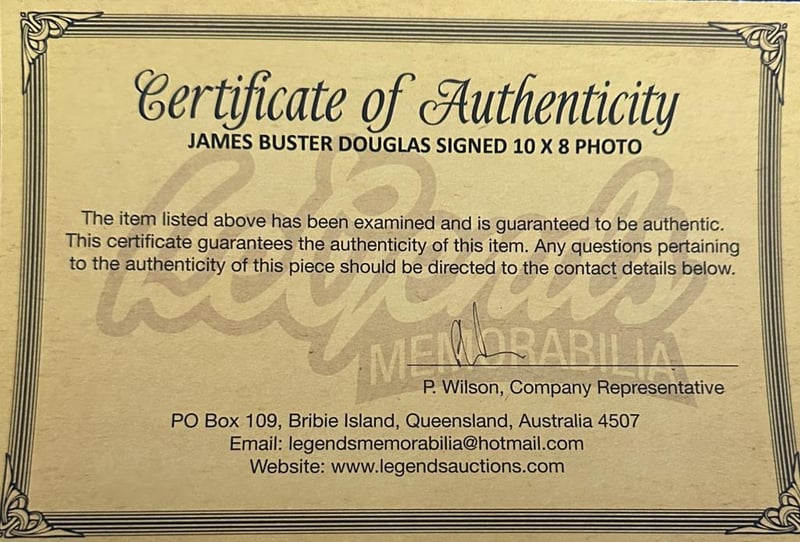 Certificate of Authenticity
JAMES BUSTER DOUGLAS SIGNED 10 X 8 PHOTO
The item listed above has been examined and is guaranteed to be authentic.
This certificate guarantees the authenticity of this item. Any questions pertaining
to the authenticity of this piece should be directed to the contact details below.
Legends
MEMORABILIA
P. Wilson, Company Representative
PO Box 109, Bribie Island, Queensland, Australia 4507
Email: legendsmemorabilia@hotmail.com
Website: www.legendsauctions.com